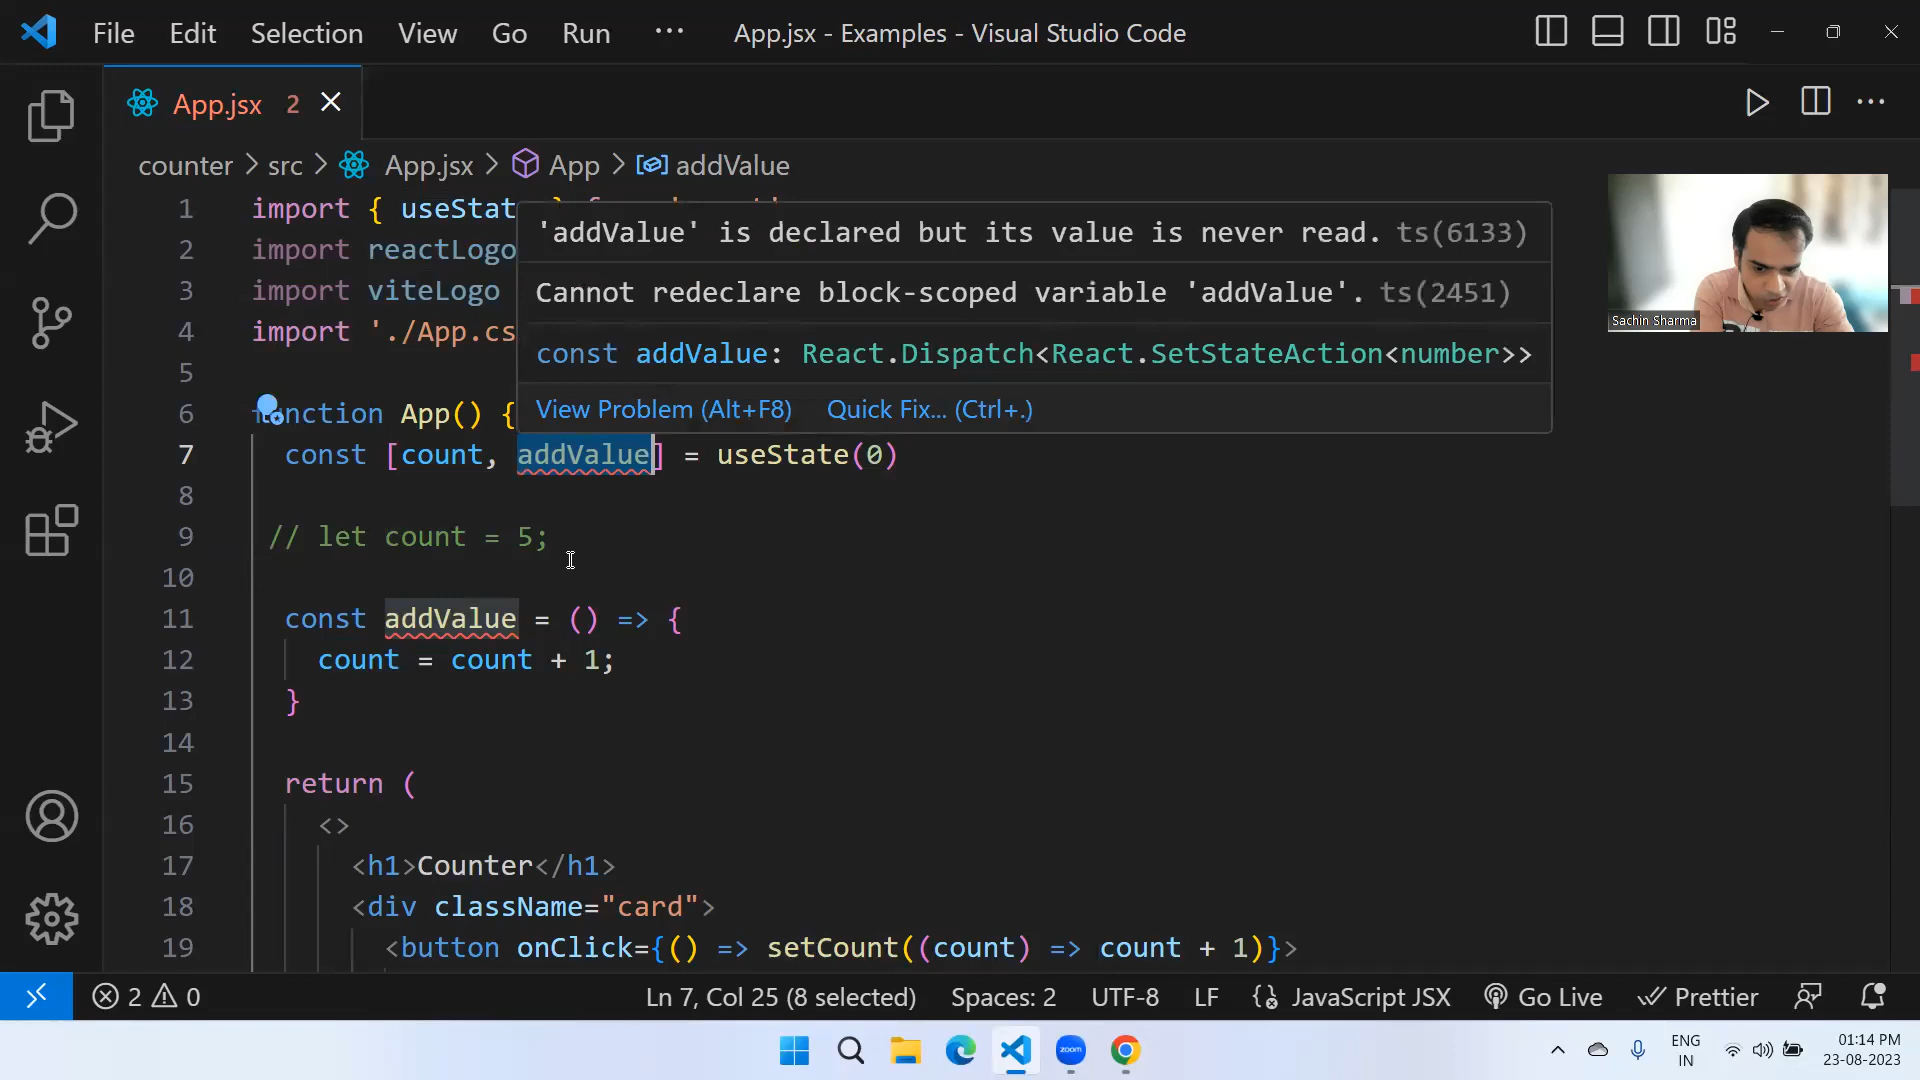 File Edit Selection View Go Run ··· App.jsx - Examples - Visual Studio Code
App.jsx 2
counter > src > App.jsx > App > addValue
1 import { useStat
2 import reactLogo
3 import viteLogo
4 import './App.cs
'addValue' is declared but its value is never read. ts(6133)
Cannot redeclare block-scoped variable 'addValue'. ts(2451)
const addValue: React.Dispatch<React.SetStateAction<number>>
View Problem (Alt+F8) Quick Fix... (Ctrl+.)
Sachin Sharma
5
6 function App() {
7 const [count, addValue] = useState(0)
8
9 // let count = 5;
10
11 const addValue = () => {
12 count = count + 1;
13 }
14
15 return (
16 <>
17 <h1>Counter</h1>
18 <div className="card">
19 <button onClick={() => setCount((count) => count + 1)}>
2 0 Ln 7, Col 25 (8 selected) Spaces: 2 UTF-8 LF JavaScript JSX Go Live Prettier
zoom
ENG
IN
01:14 PM
23-08-2023